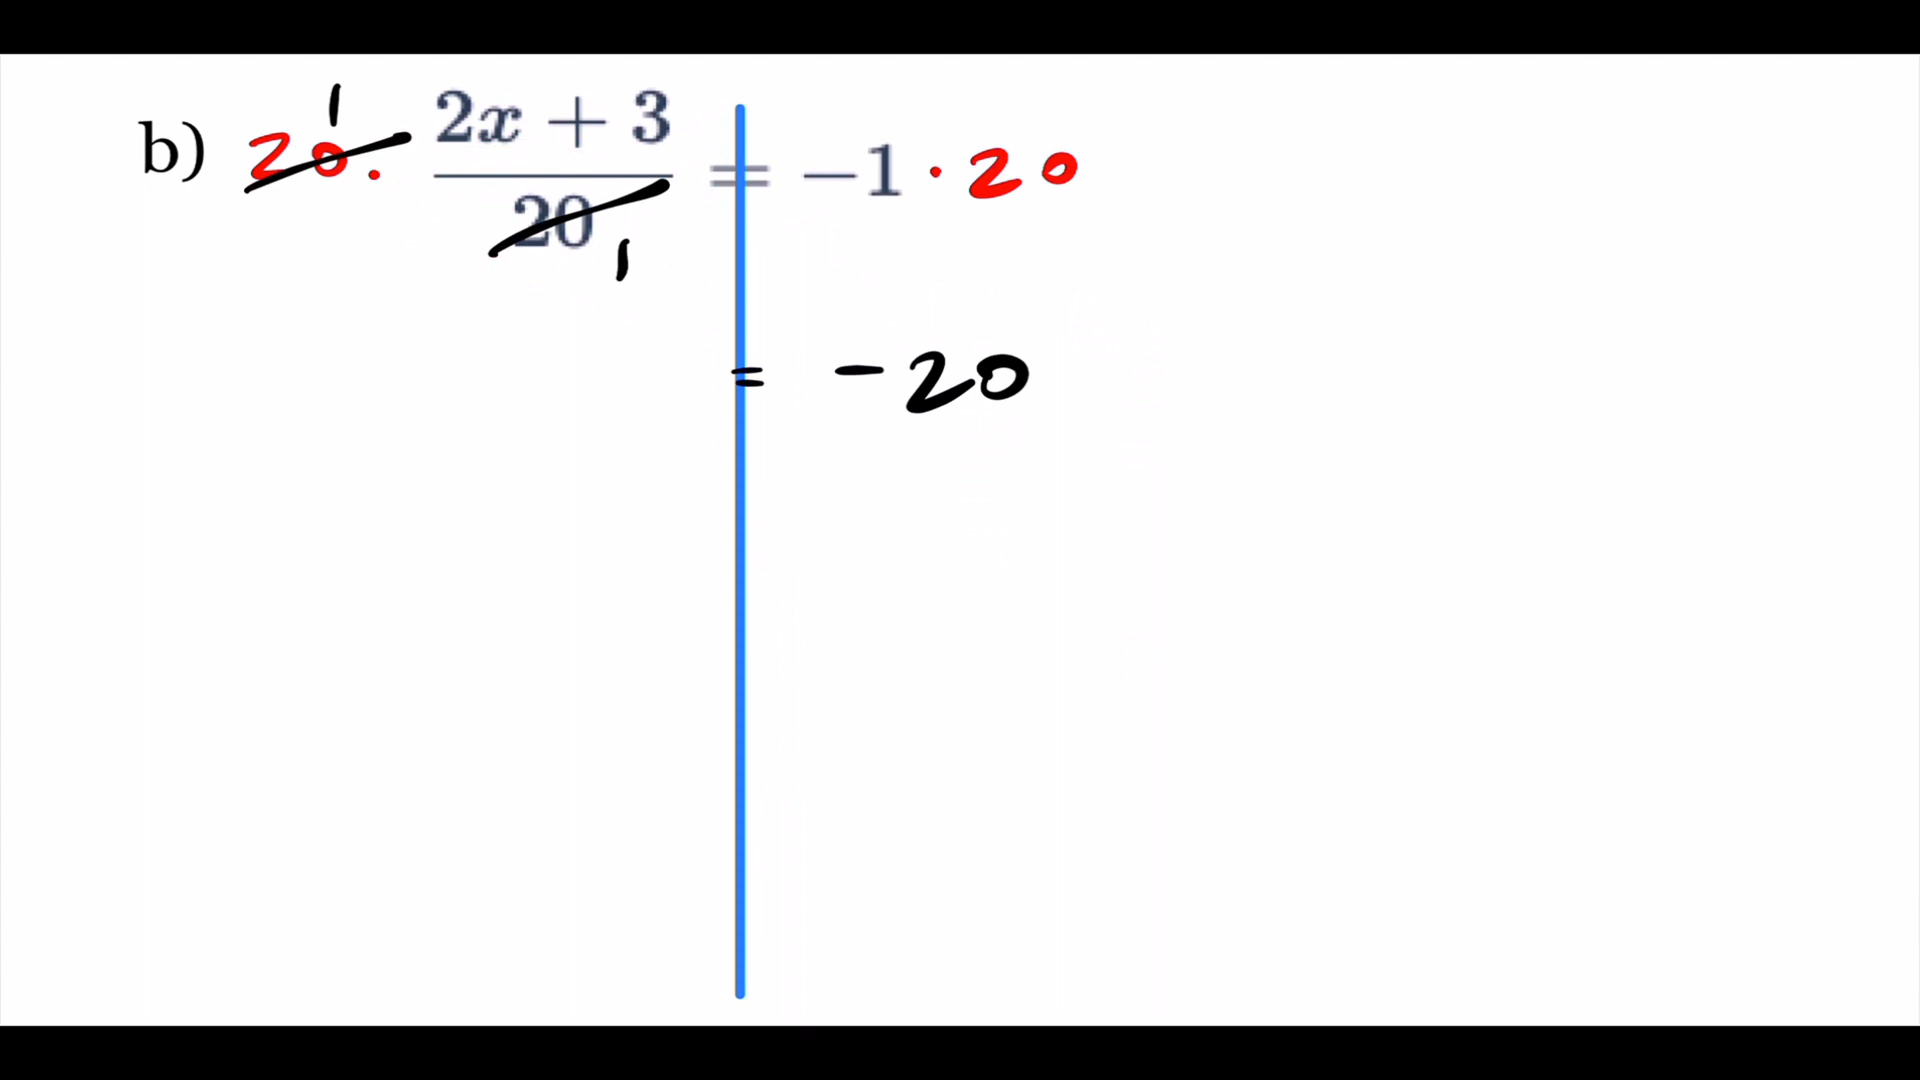 b) 20 · 2x + 3 / 20 = −1 · 20
1
1
= −20